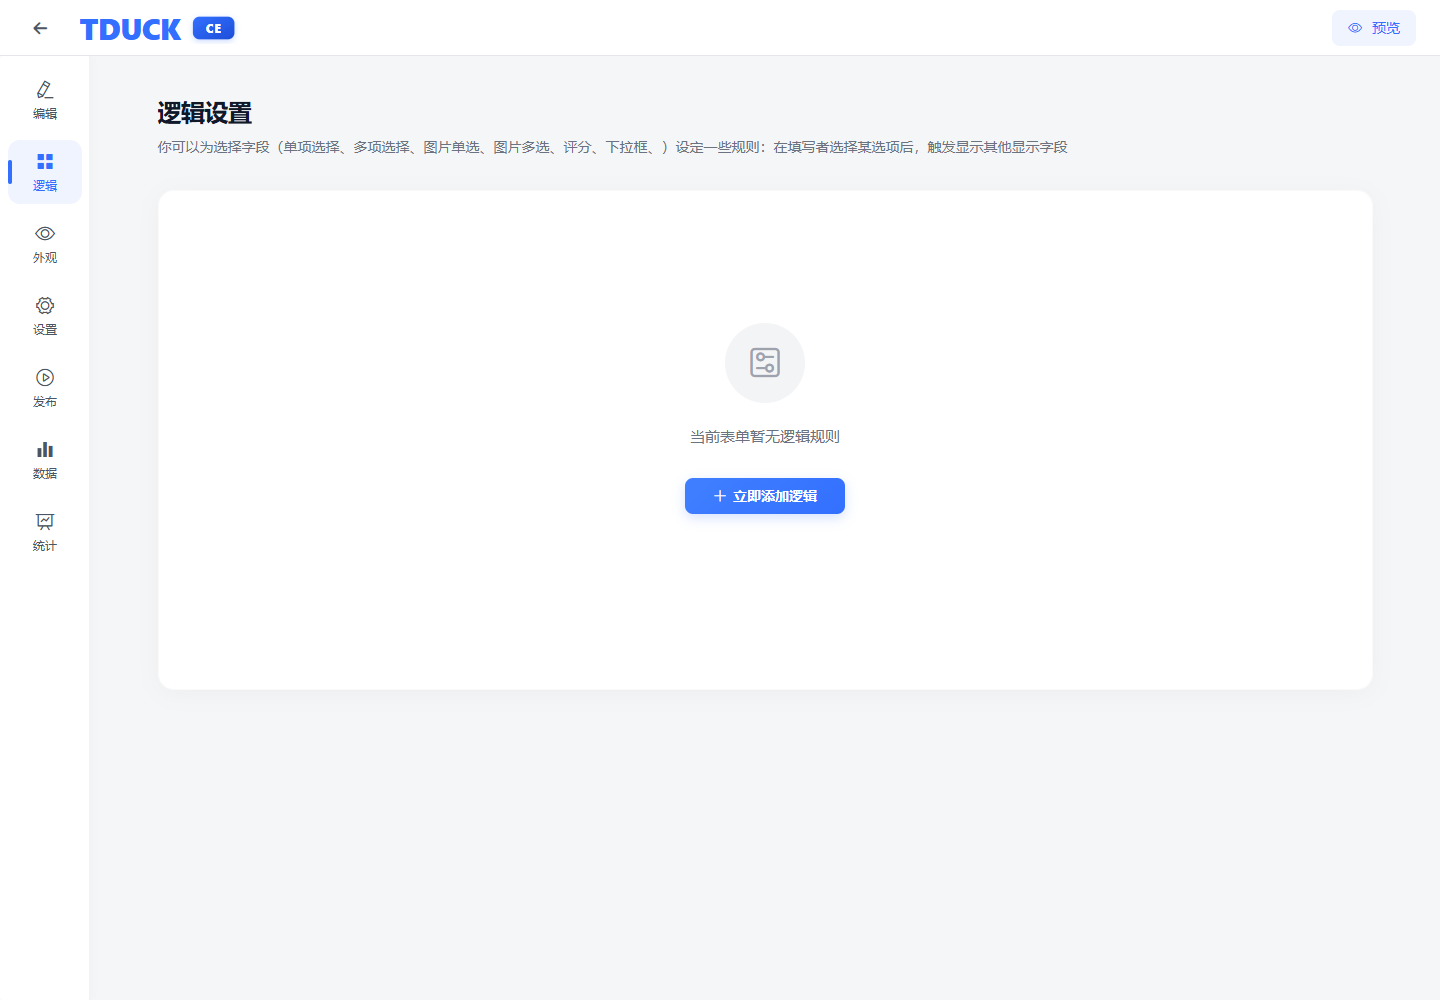 TDUCK CE
预览
编辑
逻辑
外观
设置
发布
数据
统计
逻辑设置
你可以为选择字段（单项选择、多项选择、图片单选、图片多选、评分、下拉框、）设定一些规则：在填写者选择某选项后，触发显示其他显示字段
当前表单暂无逻辑规则
立即添加逻辑